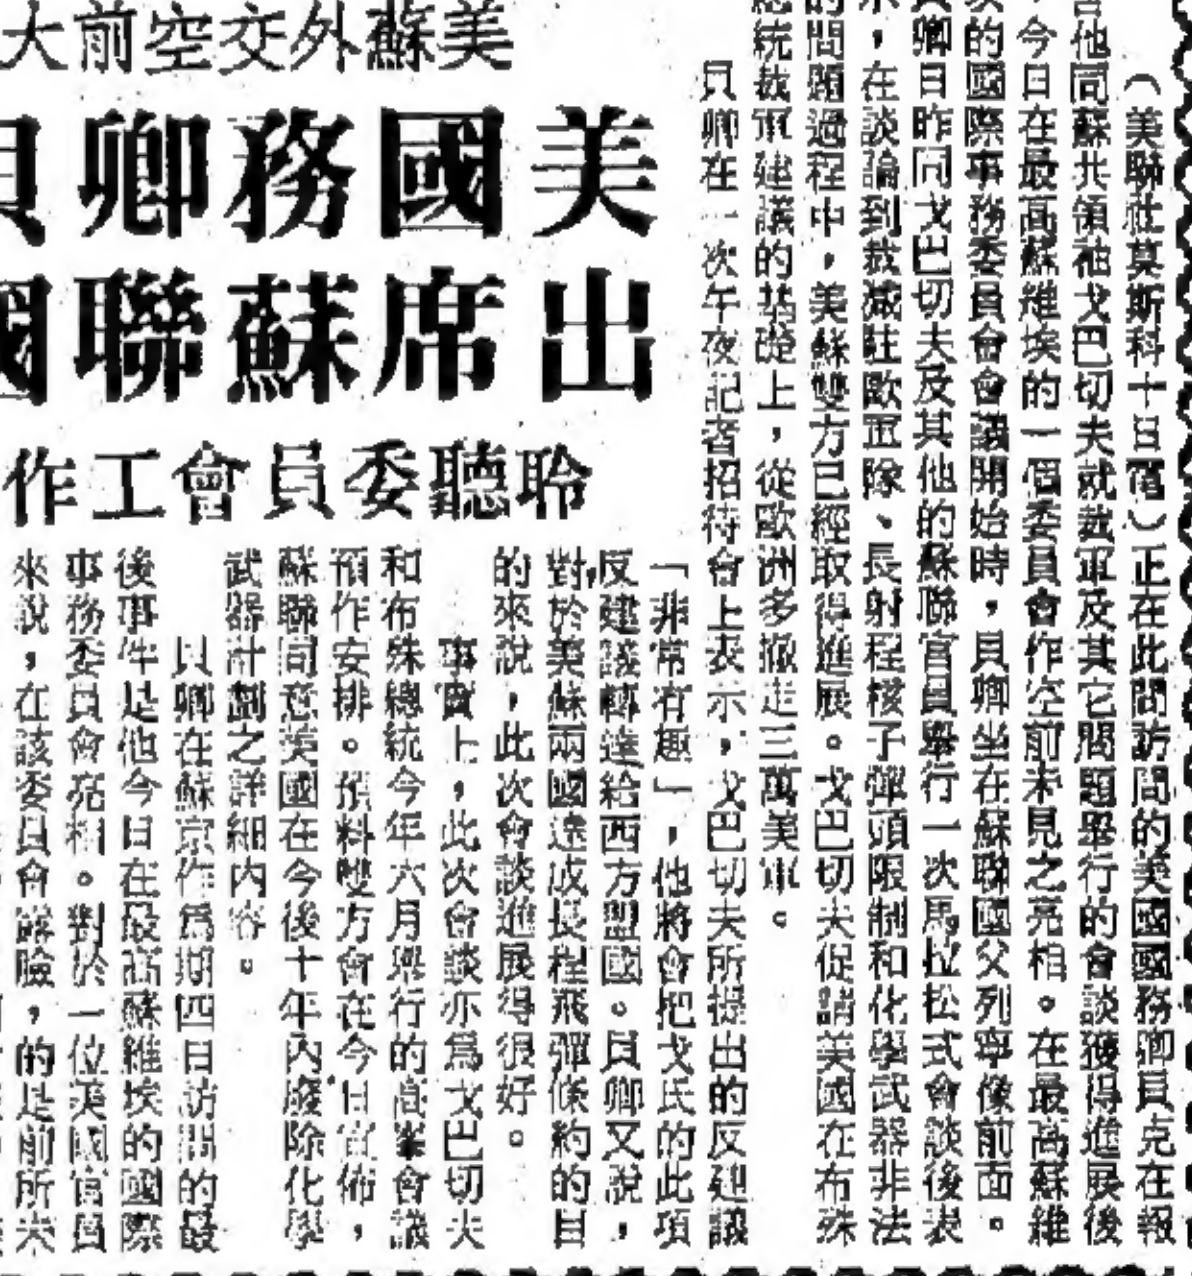 美蘇外交空前大
美國務卿貝
出席蘇聯國
聆聽委員會工作
（美聯社莫斯科十日電）正在此間訪問的美國國務卿貝克在報
告他同蘇共領袖戈巴切夫就裁軍及其它問題舉行的會談獲得進展後
，今日在最高蘇維埃的一個委員會作空前未見之亮相。在最高蘇維
埃的國際事務委員會會議開始時，貝卿坐在蘇聯國父列寧像前面。
貝卿日昨同戈巴切夫及其他的蘇聯官員舉行一次馬拉松式會談後表
示，在談論到裁減駐歐軍隊、長射程核子彈頭限制和化學武器非法
的問題過程中，美蘇雙方已經取得進展。戈巴切夫促請美國在布殊
總統裁軍建議的基礎上，從歐洲多撤走三萬美軍。
貝卿在一次午夜記者招待會上表示，戈巴切夫所提出的反建議
「非常有趣」，他將會把戈氏的此項
反建議轉達給西方盟國。貝卿又說，
對於美蘇兩國達成長程飛彈條約的目
的來說，此次會談進展得很好。
事實上，此次會談亦為戈巴切夫
和布殊總統今年六月舉行的高峯會議
預作安排。預料雙方會在今日宣佈，
蘇聯同意美國在今後十年內廢除化學
武器計劃之詳細內容。
貝卿在蘇京作為期四日訪問的最
後事件是他今日在最高蘇維埃的國際
事務委員會亮相。對於一位美國官員
來說，在該委員會露臉，的是前所未